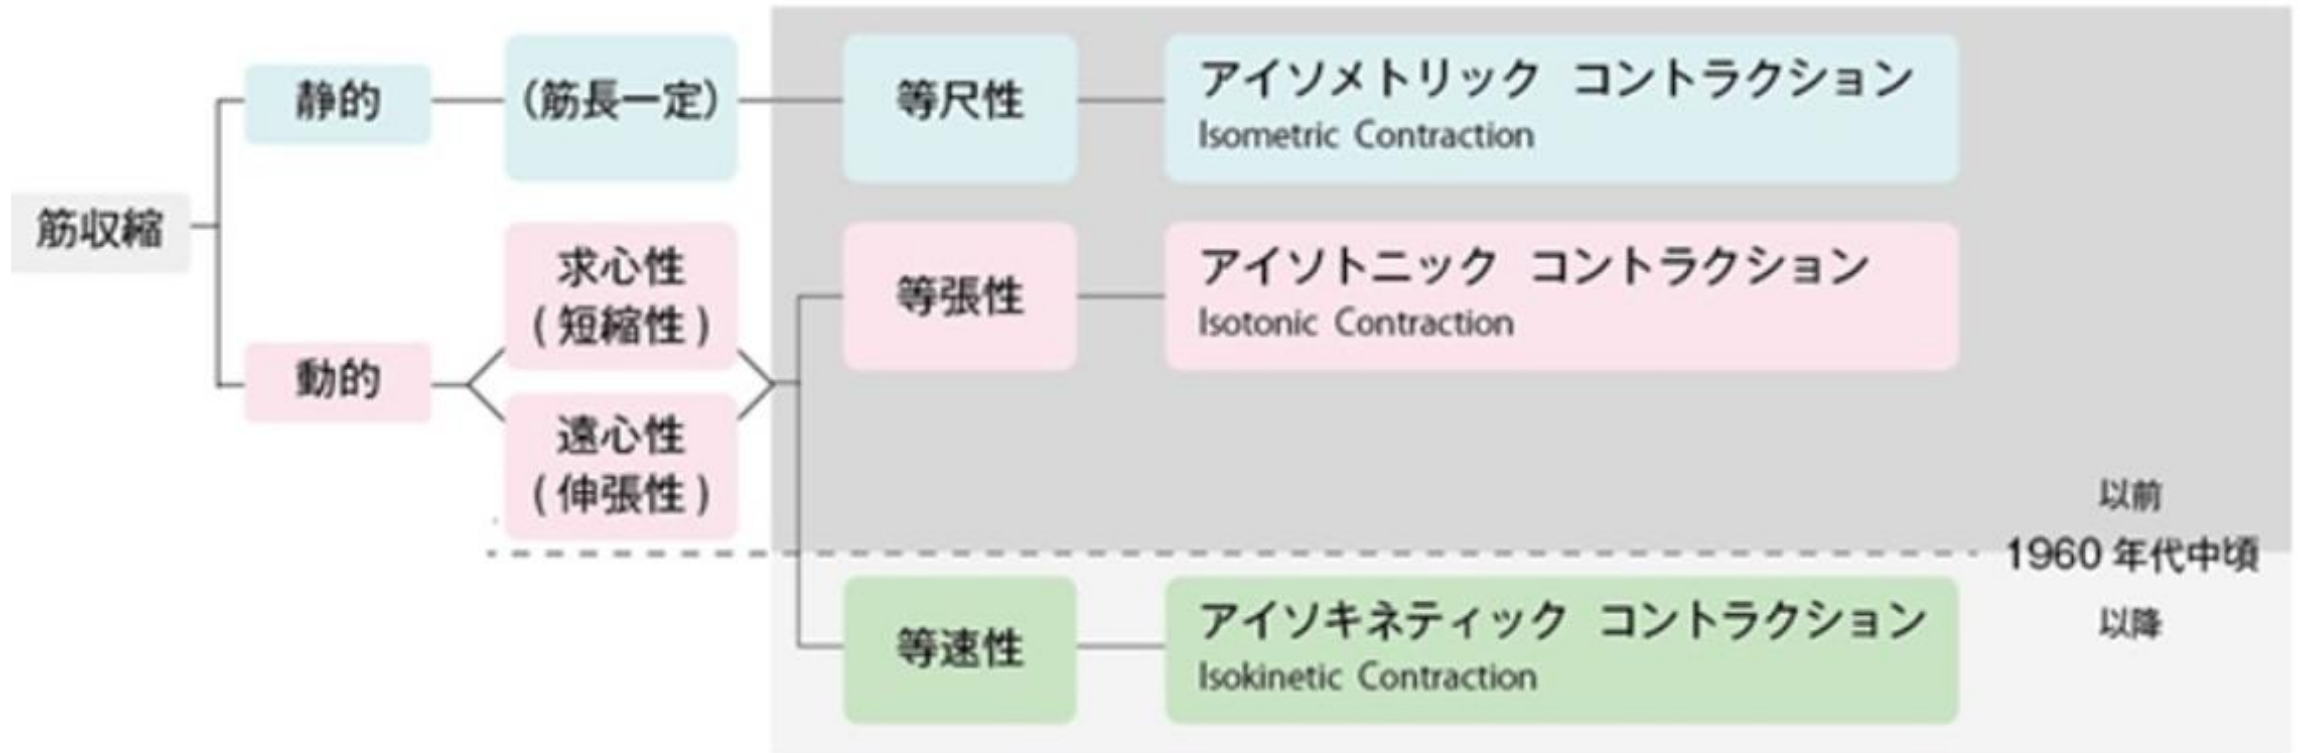 筋収縮
静的
(筋長一定)
等尺性
アイソメトリック コントラクション
Isometric Contraction
動的
求心性
(短縮性)
遠心性
(伸張性)
等張性
アイソトニック コントラクション
Isotonic Contraction
以前
1960年代中頃
以降
等速性
アイソキネティック コントラクション
Isokinetic Contraction